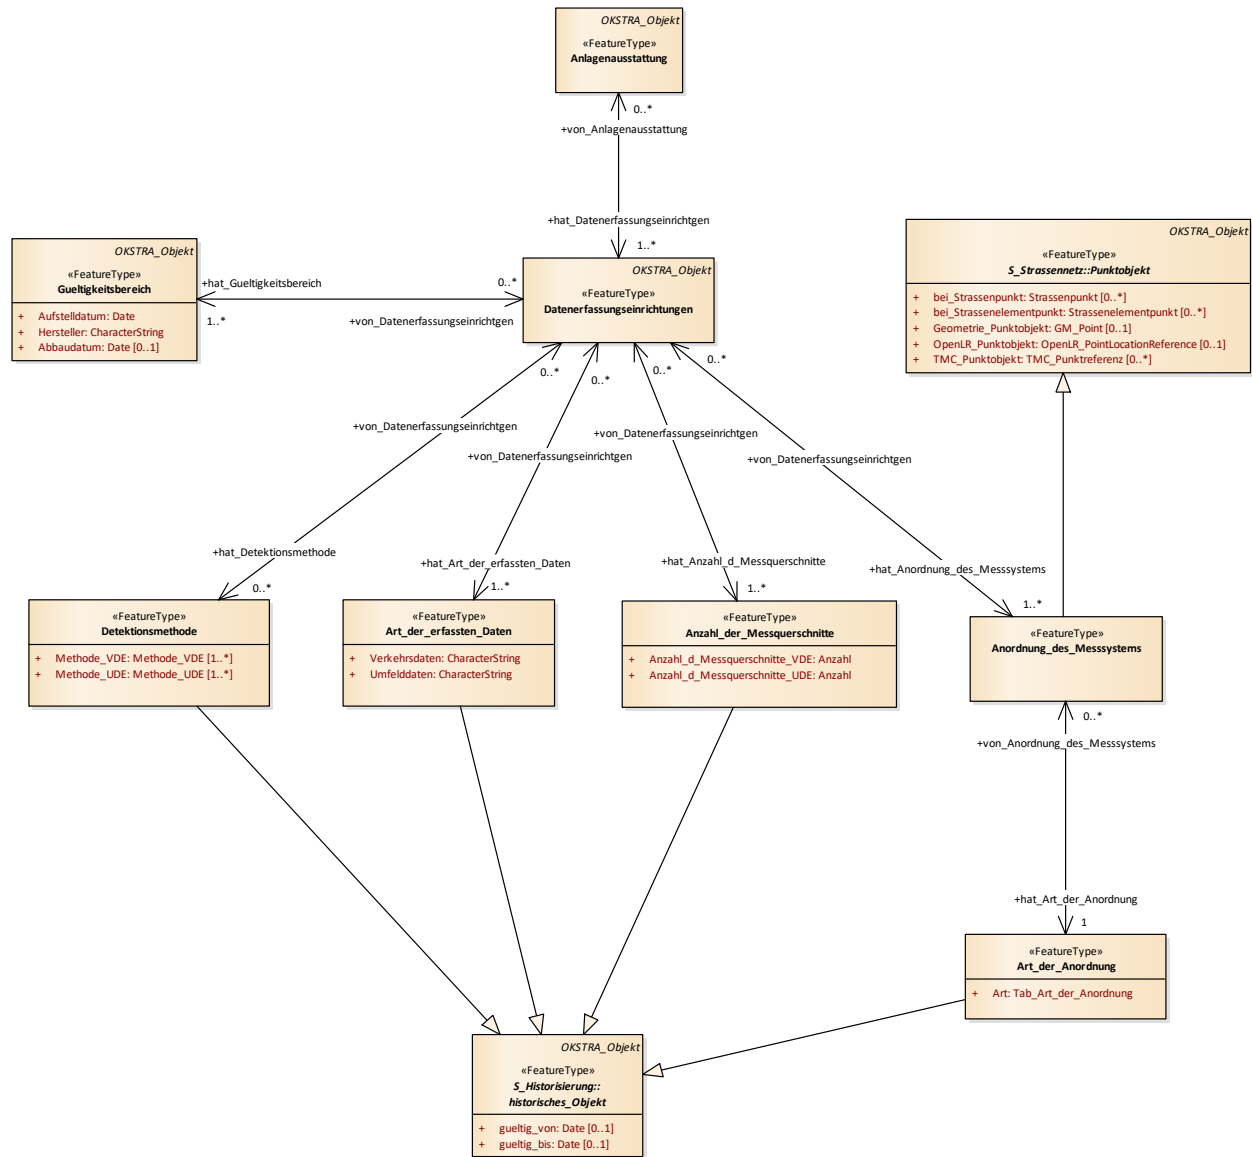 OKSTRA_Objekt
«FeatureType»
Anlagenausstattung
0..*
+von_Anlagenausstattung
+hat_Datenerfassungseinrichtgen
1..*
OKSTRA_Objekt
«FeatureType»
Gueltigkeitsbereich
+ Aufstelldatum: Date
+ Hersteller: CharacterString
+ Abbaudatum: Date [0..1]
+hat_Gueltigkeitsbereich
1..*
0..*
+von_Datenerfassungseinrichtgen
OKSTRA_Objekt
«FeatureType»
Datenerfassungseinrichtungen
OKSTRA_Objekt
«FeatureType»
S_Strassennetz::Punktobjekt
+ bei_Strassenpunkt: Strassenpunkt [0..*]
+ bei_Strassenelementpunkt: Strassenelementpunkt [0..*]
+ Geometrie_Punktobjekt: GM_Point [0..1]
+ OpenLR_Punktobjekt: OpenLR_PointLocationReference [0..1]
+ TMC_Punktobjekt: TMC_Punktreferenz [0..*]
0..*
0..*
0..*
0..*
+von_Datenerfassungseinrichtgen
+von_Datenerfassungseinrichtgen
+von_Datenerfassungseinrichtgen
+von_Datenerfassungseinrichtgen
+hat_Detektionsmethode
0..*
+hat_Art_der_erfassten_Daten
1..*
+hat_Anzahl_d_Messquerschnitte
1..*
+hat_Anordnung_des_Messsystems
1..*
«FeatureType»
Detektionsmethode
+ Methode_VDE: Methode_VDE [1..*]
+ Methode_UDE: Methode_UDE [1..*]
«FeatureType»
Art_der_erfassten_Daten
+ Verkehrsdaten: CharacterString
+ Umfelddaten: CharacterString
«FeatureType»
Anzahl_der_Messquerschnitte
+ Anzahl_d_Messquerschnitte_VDE: Anzahl
+ Anzahl_d_Messquerschnitte_UDE: Anzahl
«FeatureType»
Anordnung_des_Messsystems
0..*
+von_Anordnung_des_Messsystems
+hat_Art_der_Anordnung
1
«FeatureType»
Art_der_Anordnung
+ Art: Tab_Art_der_Anordnung
OKSTRA_Objekt
«FeatureType»
S_Historisierung::
historisches_Objekt
+ gueltig_von: Date [0..1]
+ gueltig_bis: Date [0..1]